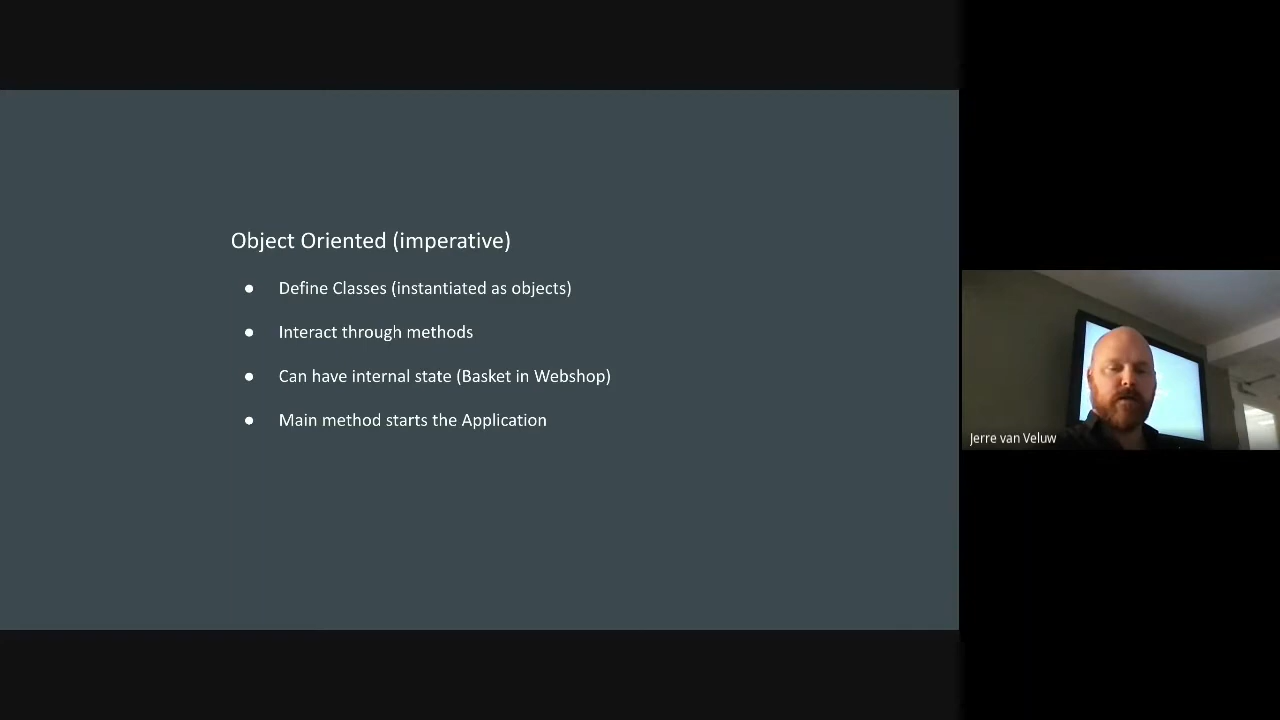 Object Oriented (imperative)
● Define Classes (instantiated as objects)
● Interact through methods
● Can have internal state (Basket in Webshop)
● Main method starts the Application
Jerre van Veluw